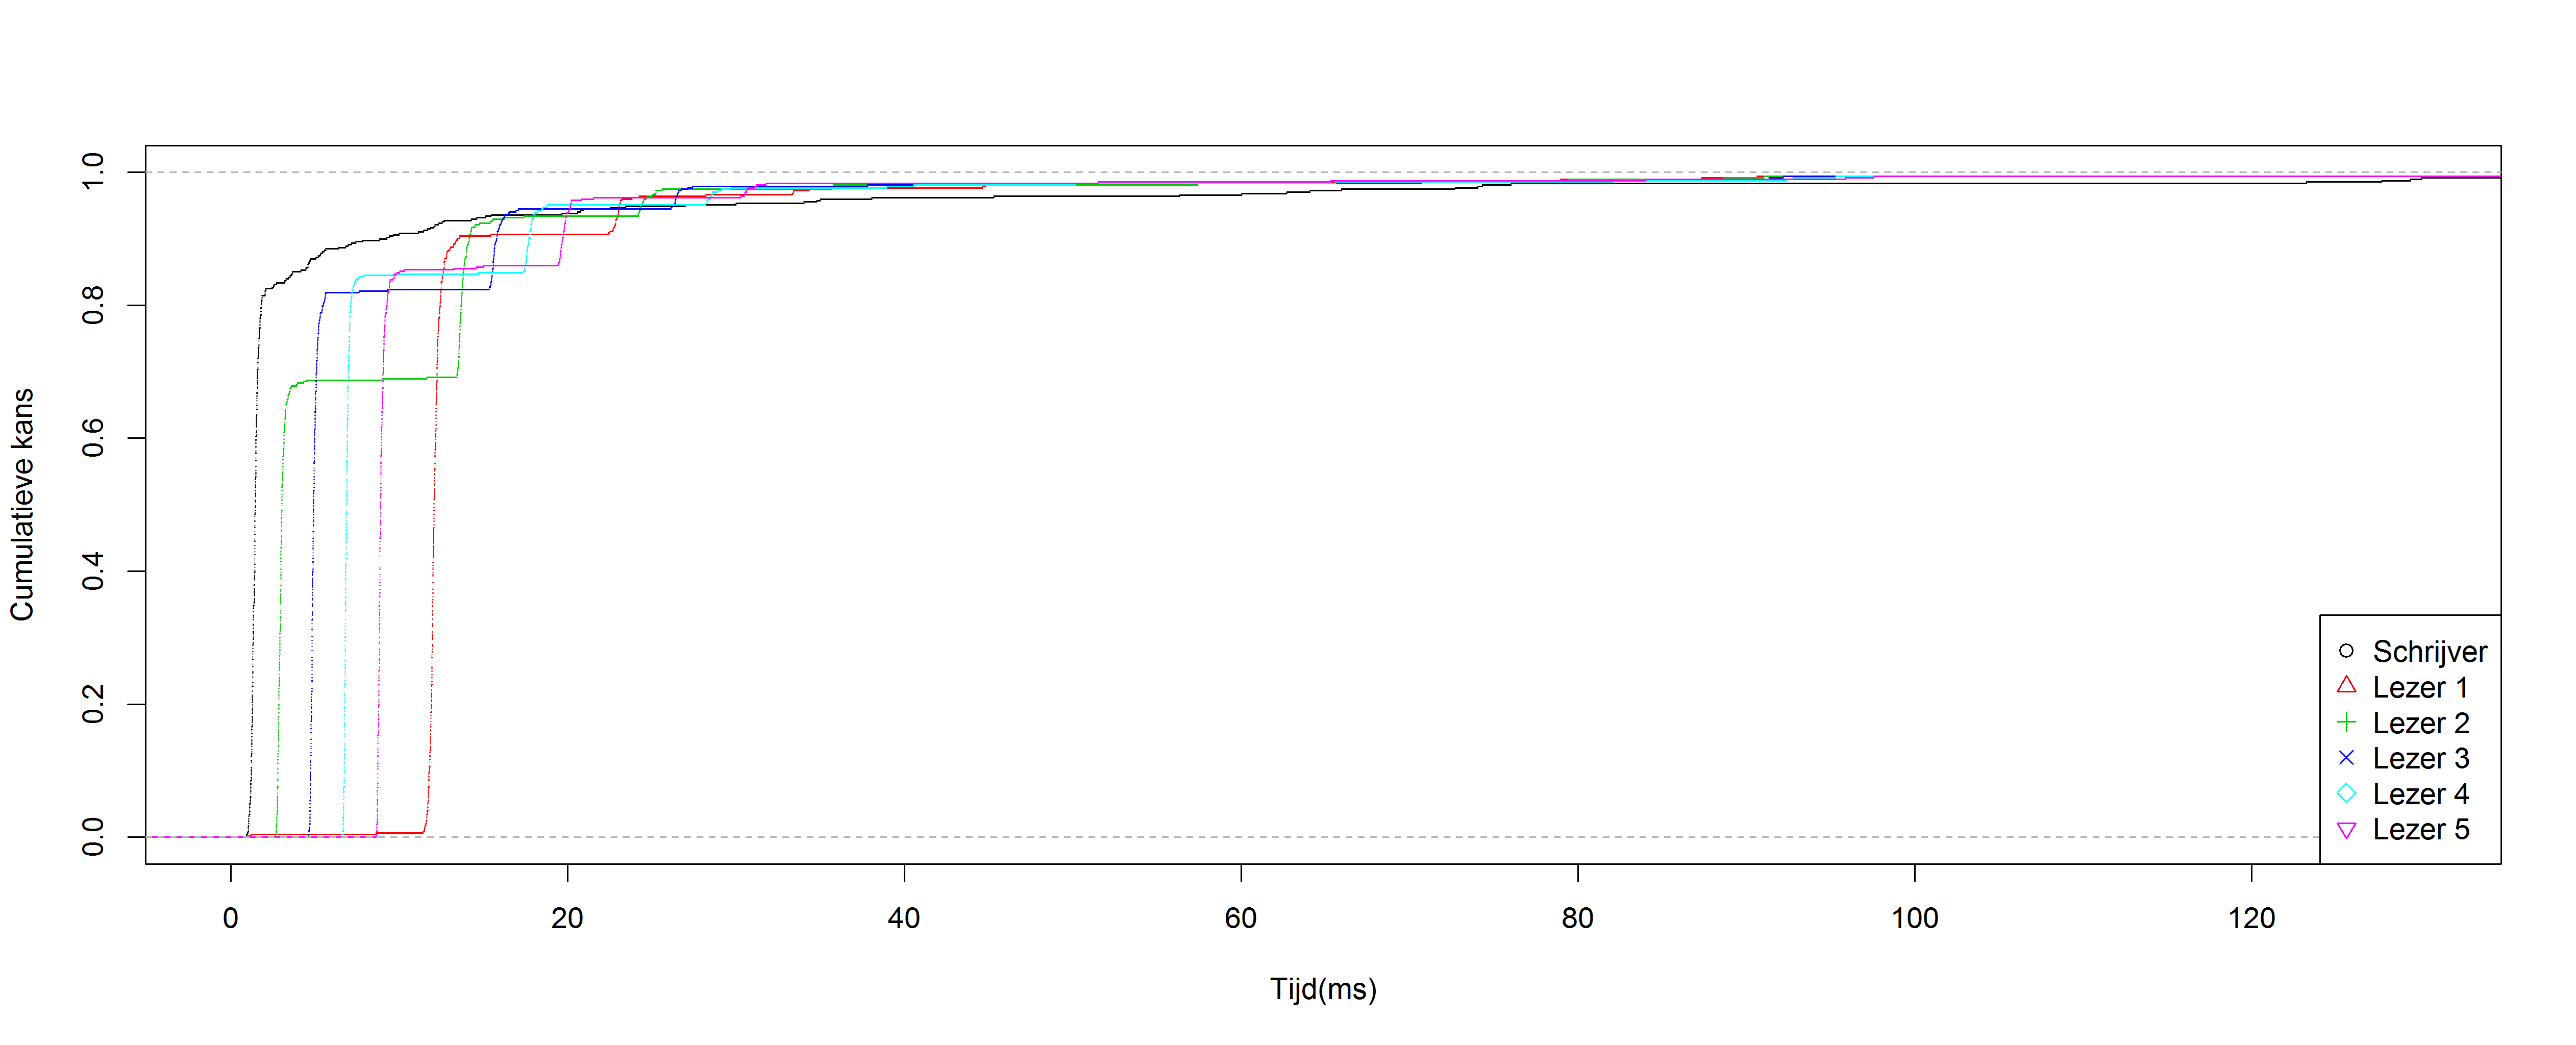 Cumulatieve kans
1.0
0.8
0.6
0.4
0.2
0.0
Schrijver
Lezer 1
Lezer 2
Lezer 3
Lezer 4
Lezer 5
0 20 40 60 80 100 120
Tijd(ms)